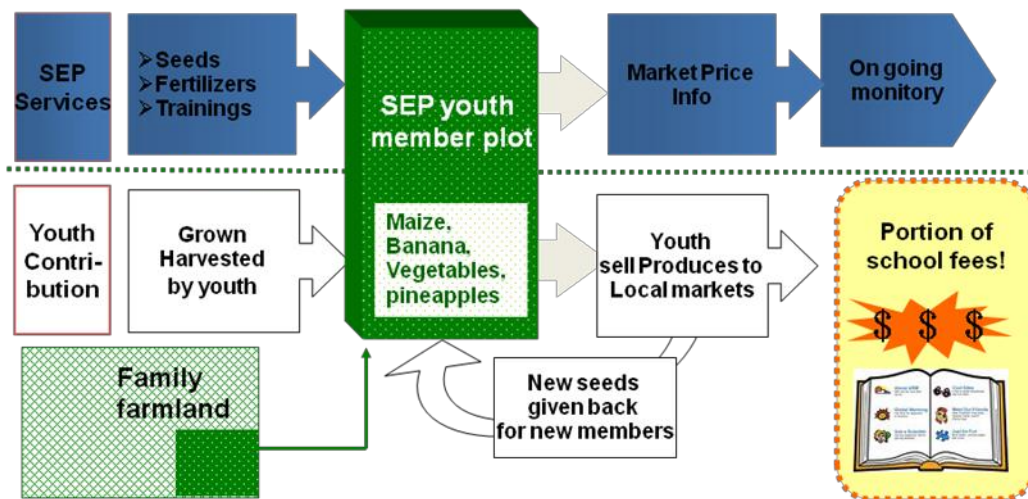 SEP
Services
➢Seeds
➢Fertilizers
➢Trainings
SEP youth
member plot
Market Price
Info
On going
monitory
Youth
Contri-
bution
Grown
Harvested
by youth
Maize,
Banana,
Vegetables,
pineapples
Youth
sell Produces to
Local markets
Portion of
school fees!
$ $ $
Family
farmland
New seeds
given back
for new members